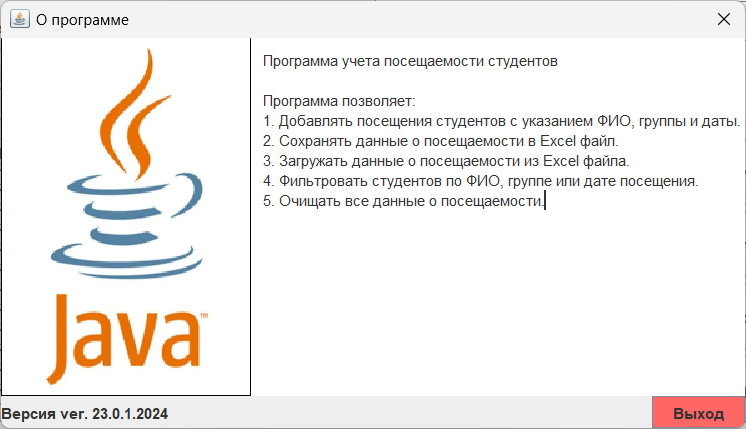 О программе
Java™
Программа учета посещаемости студентов
Программа позволяет:
1. Добавлять посещения студентов с указанием ФИО, группы и даты.
2. Сохранять данные о посещаемости в Excel файл.
3. Загружать данные о посещаемости из Excel файла.
4. Фильтровать студентов по ФИО, группе или дате посещения.
5. Очищать все данные о посещаемости.
Версия ver. 23.0.1.2024
Выход